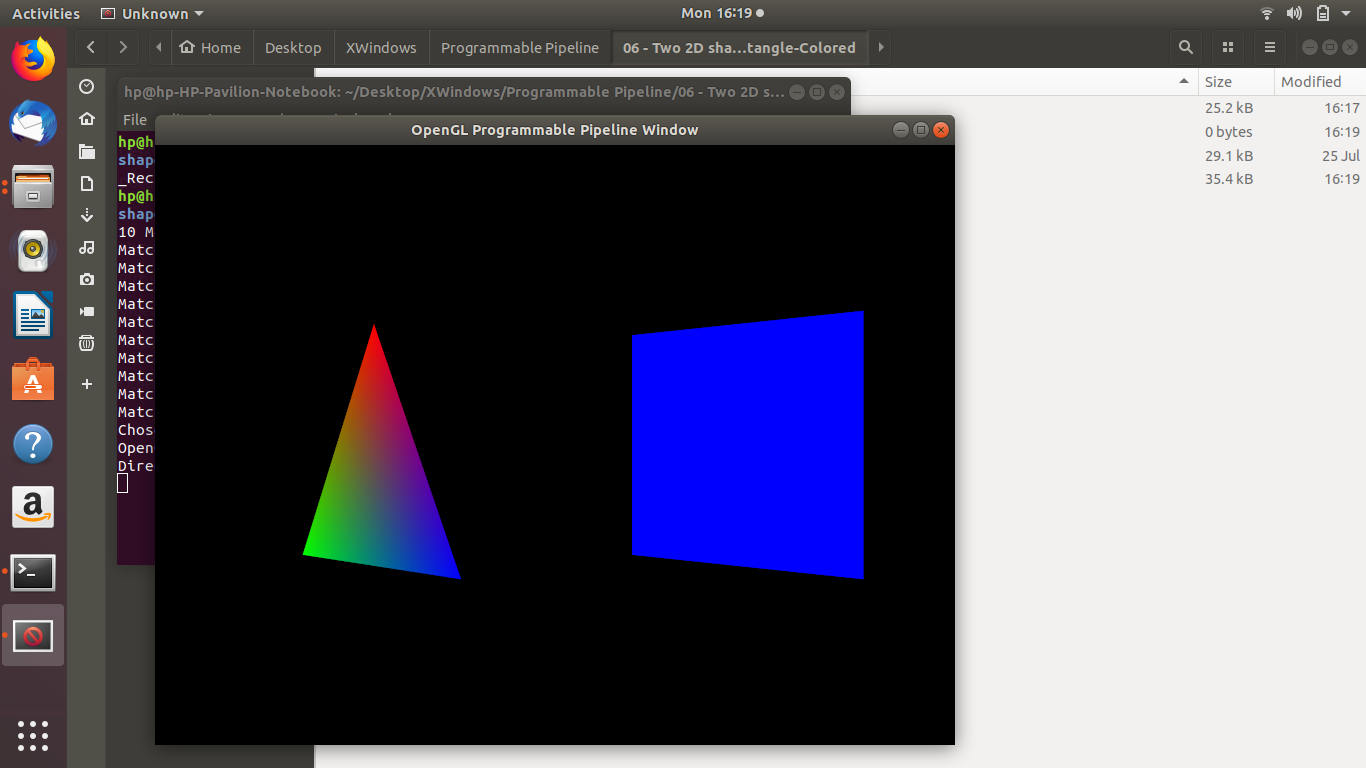 Activities Unknown Mon 16:19
Home Desktop XWindows Programmable Pipeline 06 - Two 2D sha...tangle-Colored
Size Modified
25.2 kB 16:17
0 bytes 16:19
29.1 kB 25 Jul
35.4 kB 16:19
hp@hp-HP-Pavilion-Notebook: ~/Desktop/XWindows/Programmable Pipeline/06 - Two 2D s...
File
OpenGL Programmable Pipeline Window
hp@h
shap
_Rec
hp@h
shap
10 M
Matc
Matc
Matc
Matc
Matc
Matc
Matc
Matc
Matc
Matc
Chos
Open
Dire